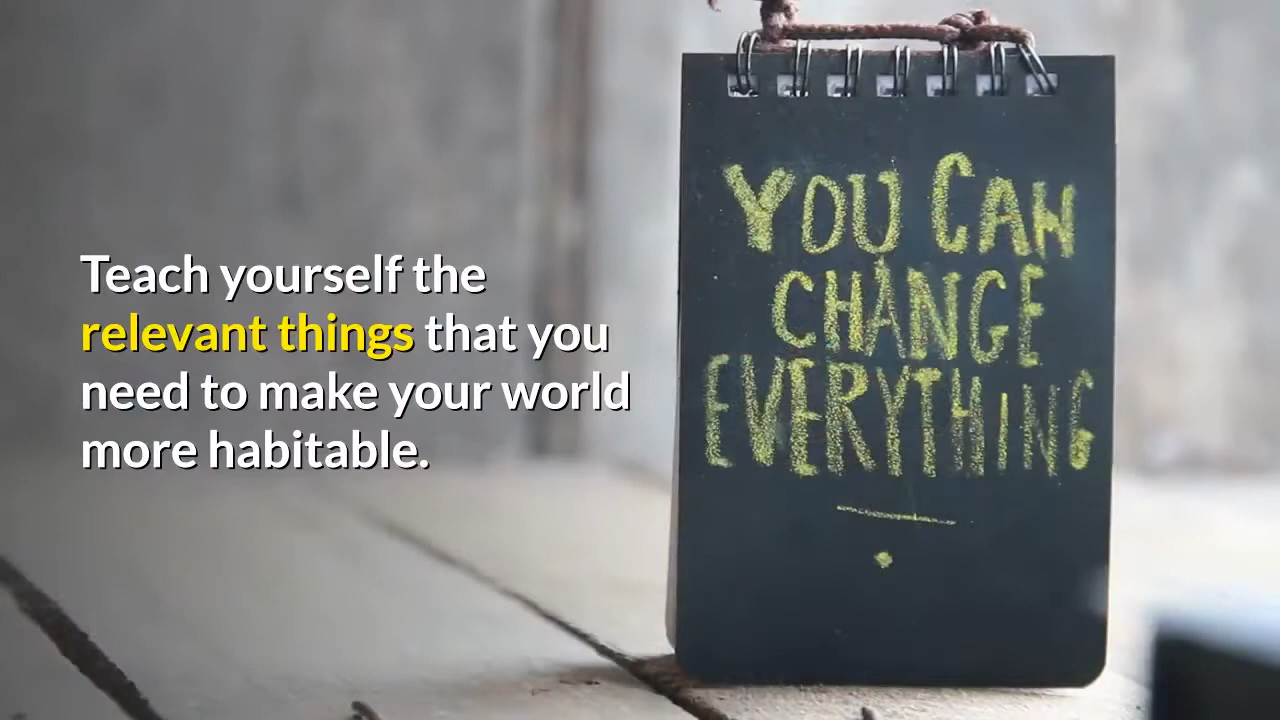 Teach yourself the
relevant things that you
need to make your world
more habitable.
YOU CAN
CHANGE
EVERYTHING